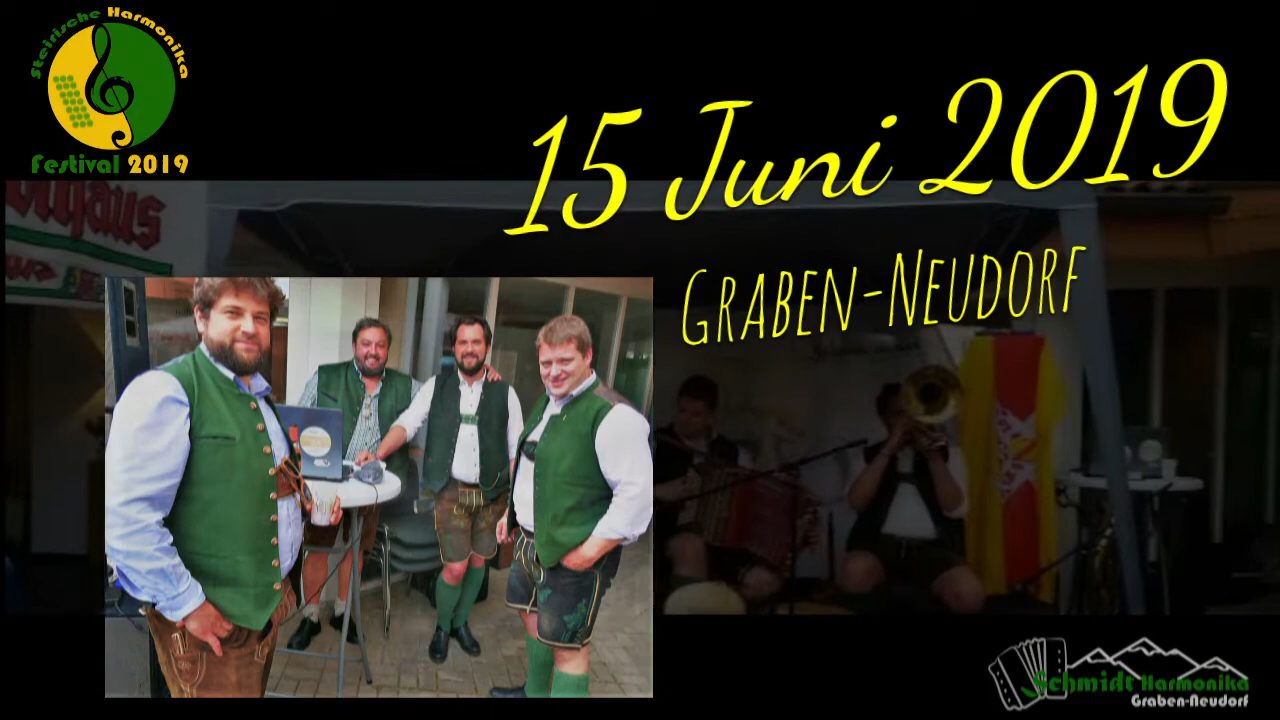 Steirische Harmonika
Festival 2019
15 Juni 2019
Graben-Neudorf
Schmidt Harmonika
Graben-Neudorf